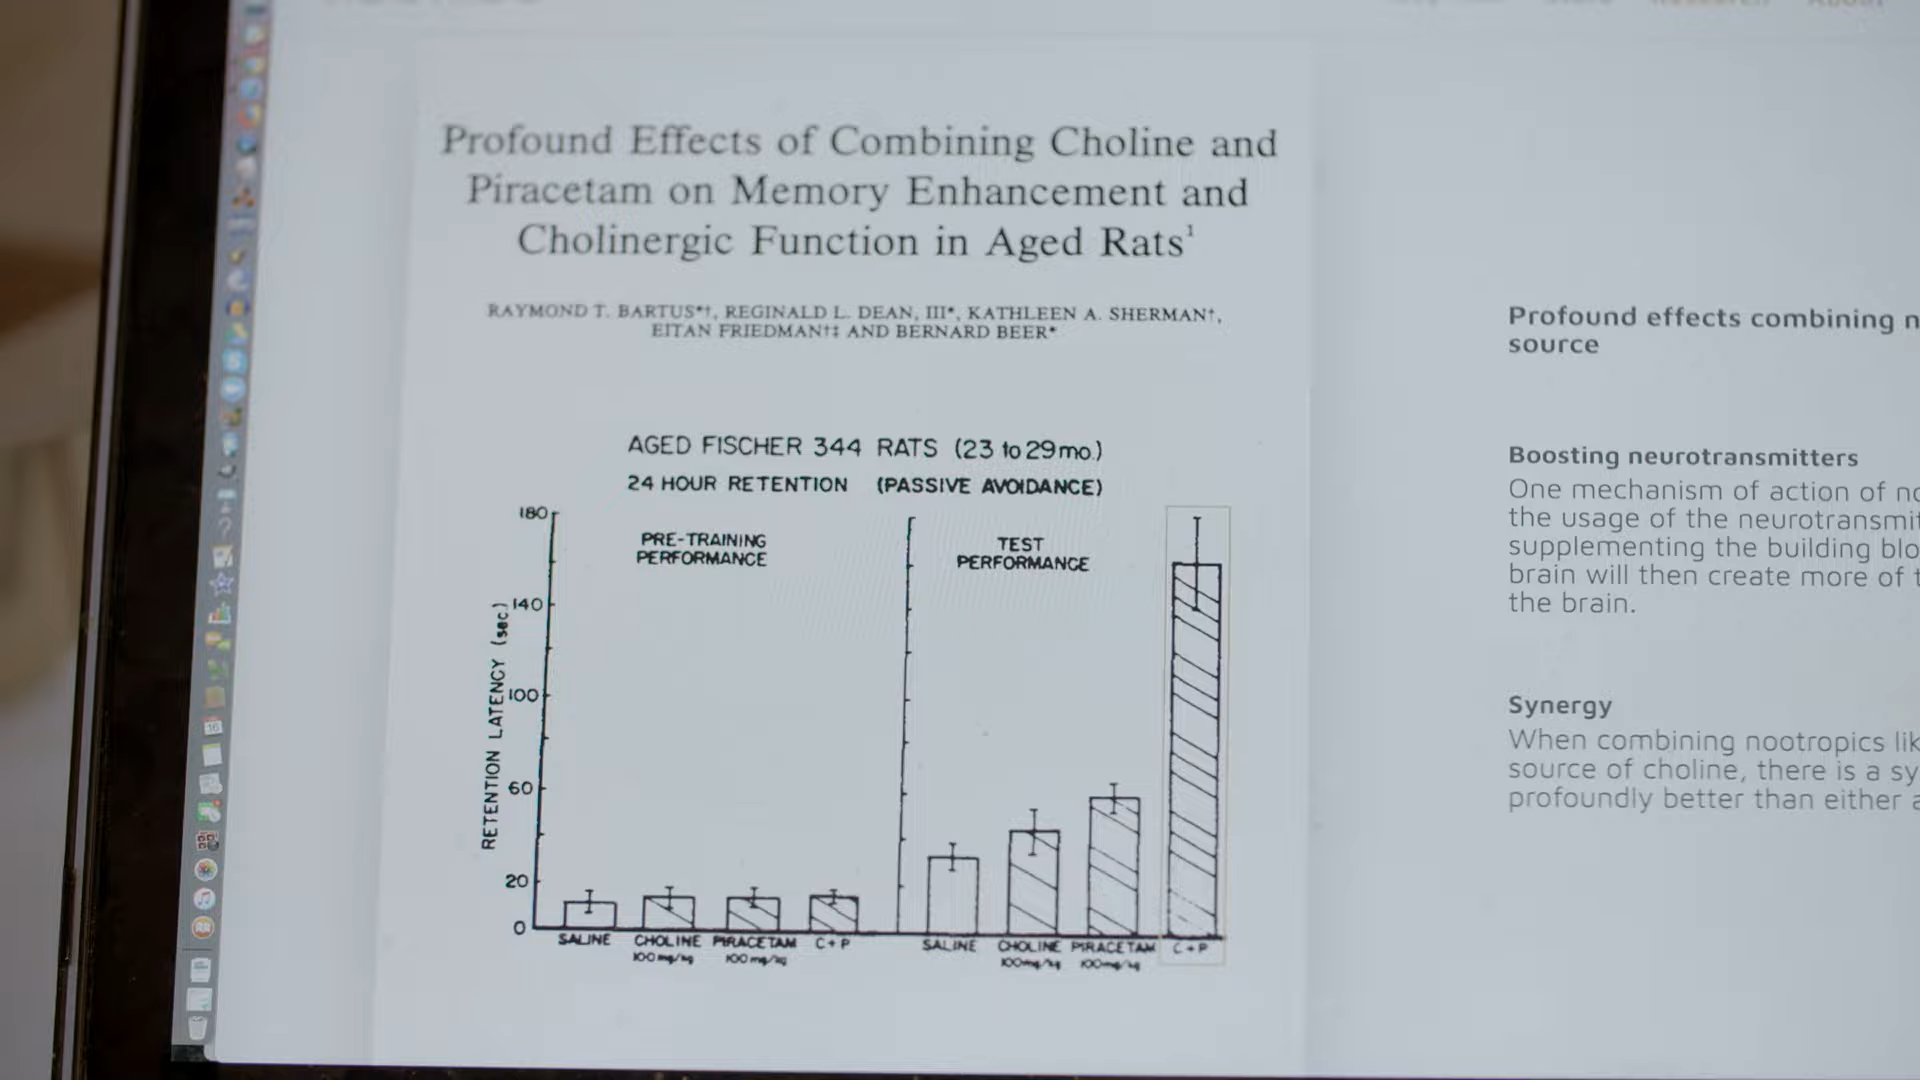 Profound Effects of Combining Choline and
Piracetam on Memory Enhancement and
Cholinergic Function in Aged Rats¹
RAYMOND T. BARTUS*†, REGINALD L. DEAN, III*, KATHLEEN A. SHERMAN†,
EITAN FRIEDMAN†‡ AND BERNARD BEER*
AGED FISCHER 344 RATS (23 to 29 mo.)
24 HOUR RETENTION (PASSIVE AVOIDANCE)
PRE-TRAINING
PERFORMANCE
TEST
PERFORMANCE
RETENTION LATENCY (sec)
180
140
100
60
20
0
SALINE CHOLINE PIRACETAM C+P
100 mg/kg 100 mg/kg
SALINE CHOLINE PIRACETAM C+P
100 mg/kg 100 mg/kg
Profound effects combining n
source
Boosting neurotransmitters
One mechanism of action of no
the usage of the neurotransmit
supplementing the building blo
brain will then create more of t
the brain.
Synergy
When combining nootropics lik
source of choline, there is a sy
profoundly better than either a